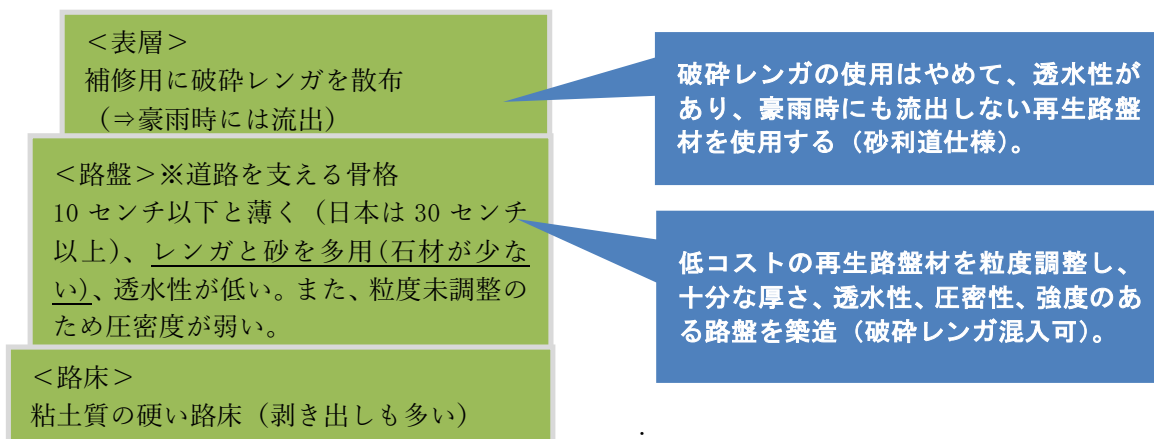 ＜表層＞
補修用に破砕レンガを散布
（⇒豪雨時には流出）
破砕レンガの使用はやめて、透水性が
あり、豪雨時にも流出しない再生路盤
材を使用する（砂利道仕様）。
＜路盤＞※道路を支える骨格
10 センチ以下と薄く（日本は 30 センチ
以上）、レンガと砂を多用(石材が少な
い)、透水性が低い。また、粒度未調整の
ため圧密度が弱い。
低コストの再生路盤材を粒度調整し、
十分な厚さ、透水性、圧密性、強度のあ
る路盤を築造（破砕レンガ混入可）。
＜路床＞
粘土質の硬い路床（剥き出しも多い）
.